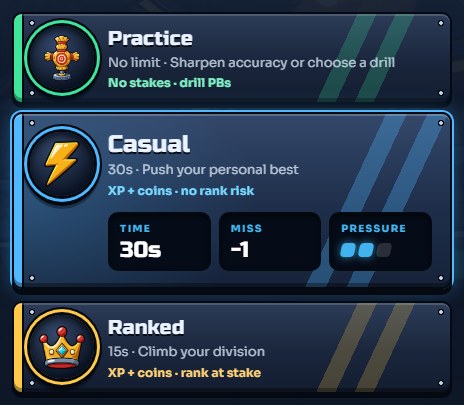 Practice
No limit · Sharpen accuracy or choose a drill
No stakes · drill PBs
Casual
30s · Push your personal best
XP + coins · no rank risk
TIME MISS PRESSURE
30s -1
Ranked
15s · Climb your division
XP + coins · rank at stake